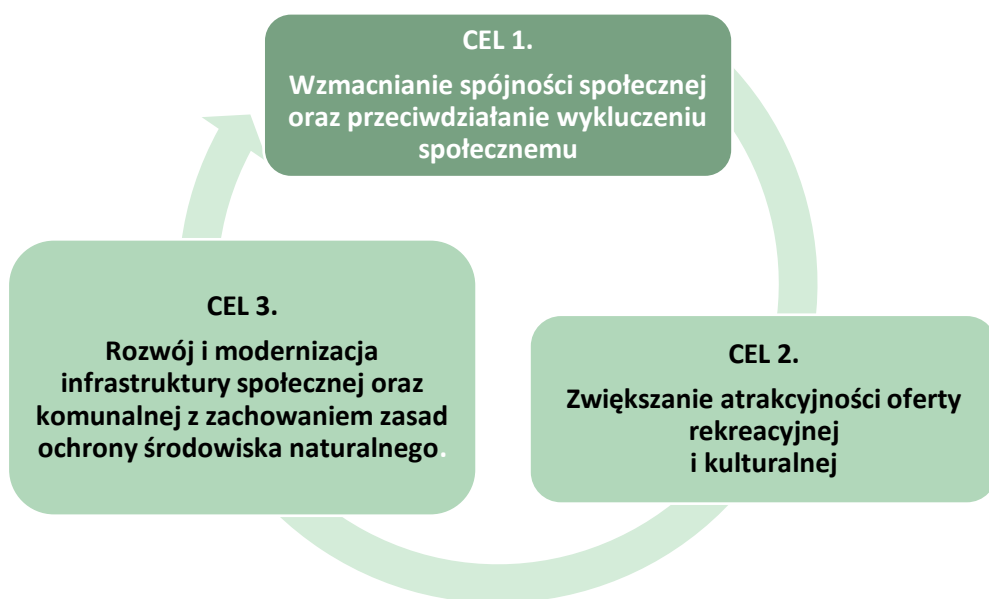 CEL 1.
Wzmacnianie spójności społecznej
oraz przeciwdziałanie wykluczeniu
społecznemu
CEL 3.
Rozwój i modernizacja
infrastruktury społecznej oraz
komunalnej z zachowaniem zasad
ochrony środowiska naturalnego.
CEL 2.
Zwiększanie atrakcyjności oferty
rekreacyjnej
i kulturalnej